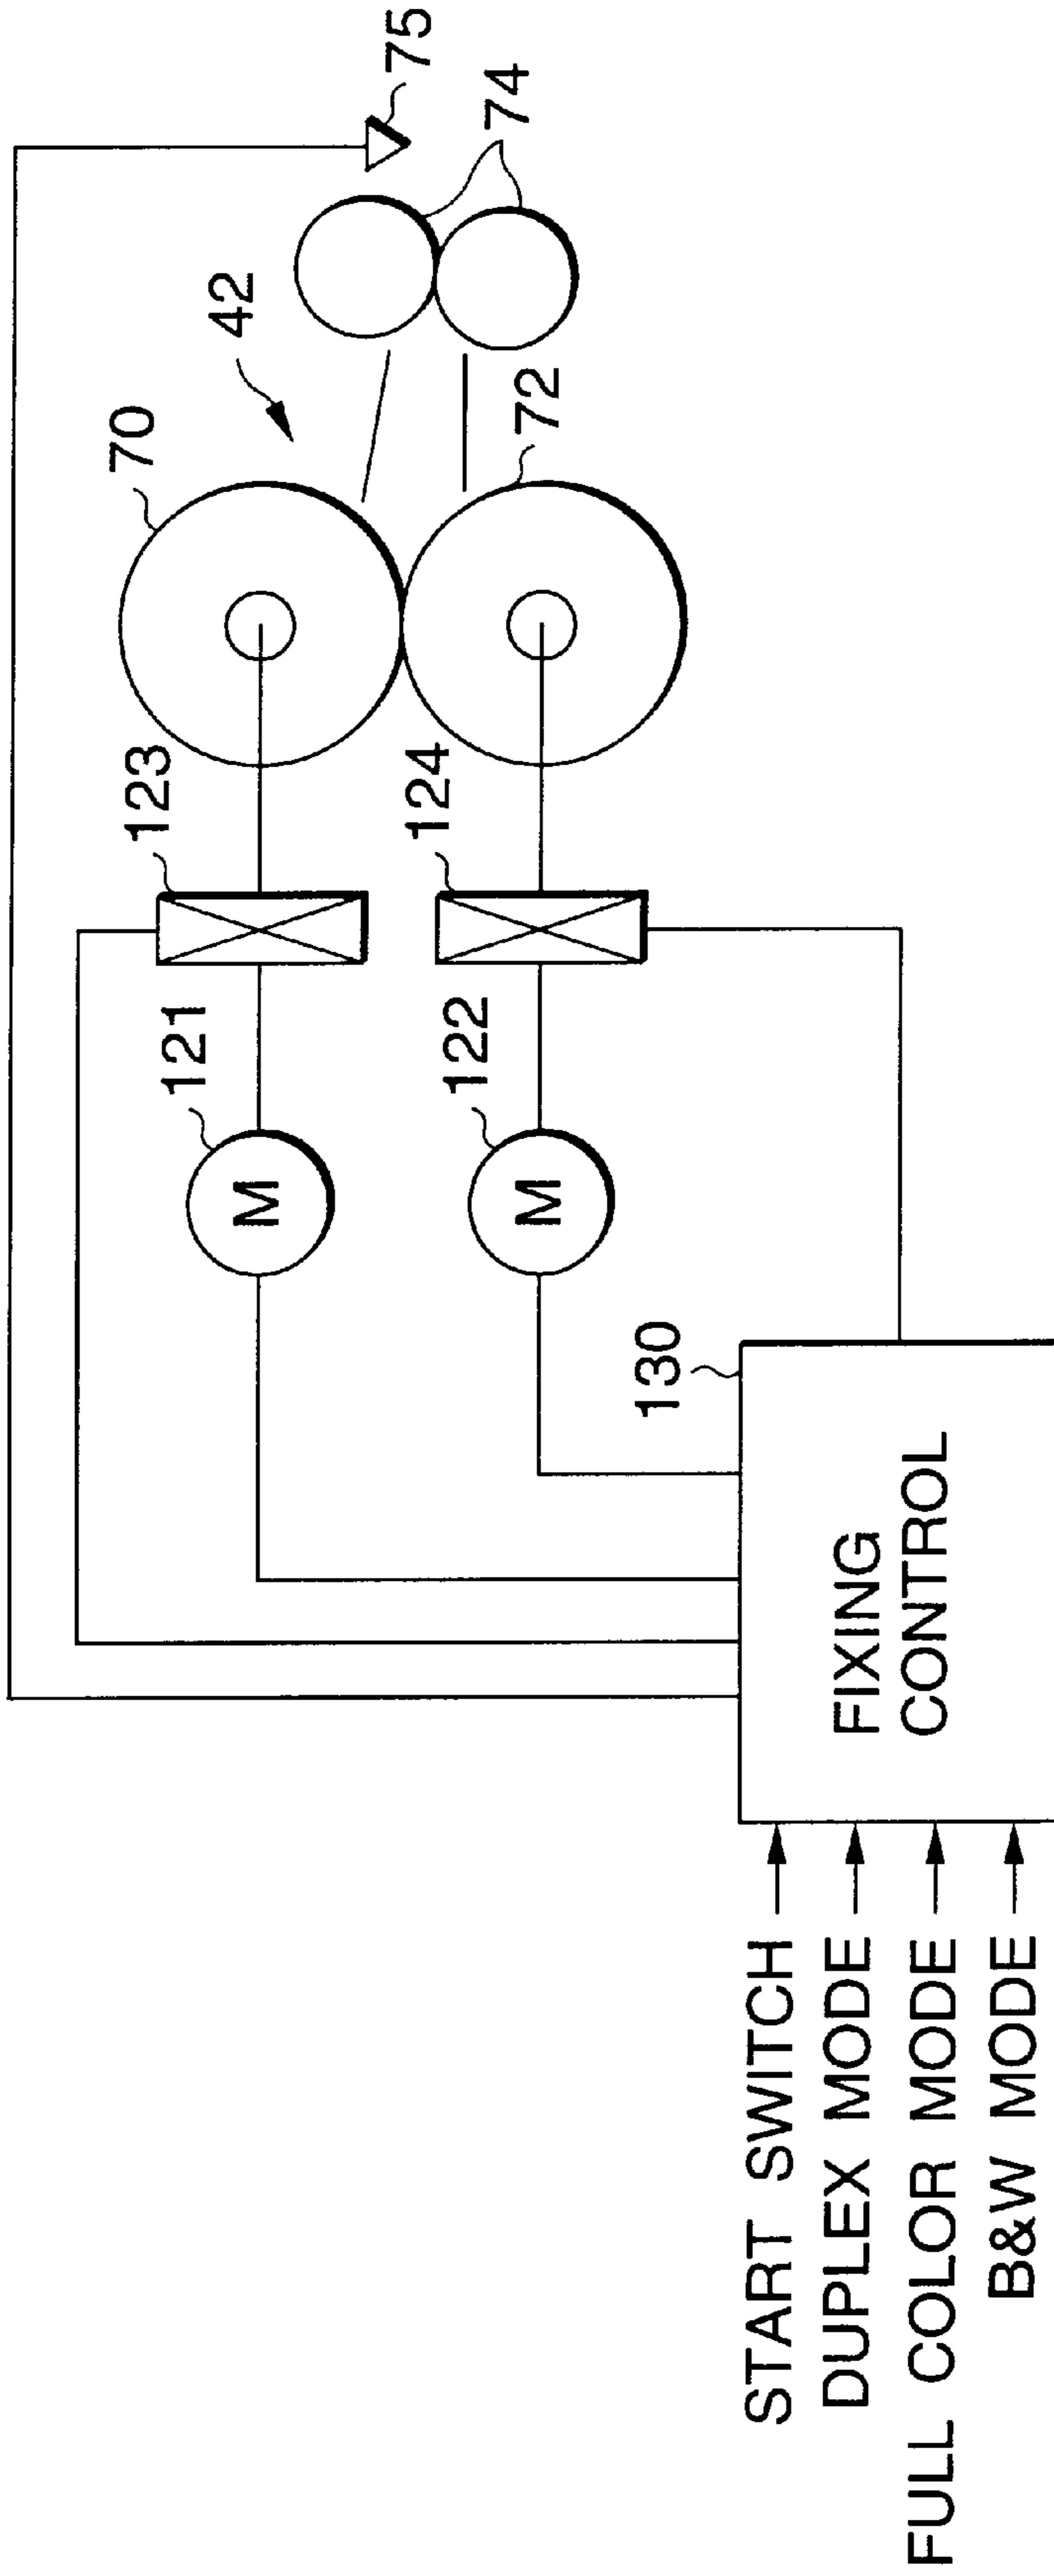 75
74
42
70
72
123
124
121
122
M
M
130
FIXING
CONTROL
START SWITCH
DUPLEX MODE
FULL COLOR MODE
B&W MODE